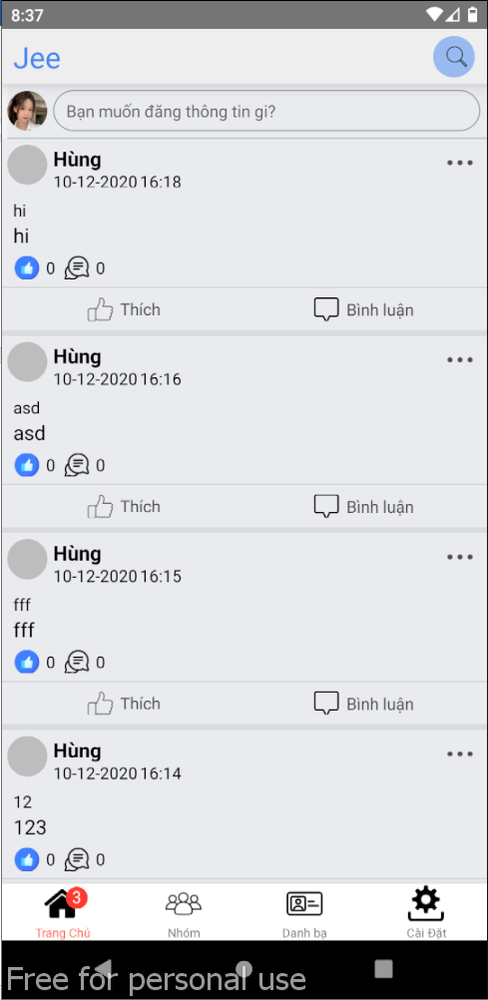 8:37
Jee
Bạn muốn đăng thông tin gi?
Hùng
10-12-2020 16:18
hi
hi
0 0
Thích Bình luận
Hùng
10-12-2020 16:16
asd
asd
0 0
Thích Bình luận
Hùng
10-12-2020 16:15
fff
fff
0 0
Thích Bình luận
Hùng
10-12-2020 16:14
12
123
0 0
3
Trang Chủ Nhóm Danh bạ Cài Đặt
Free for personal use